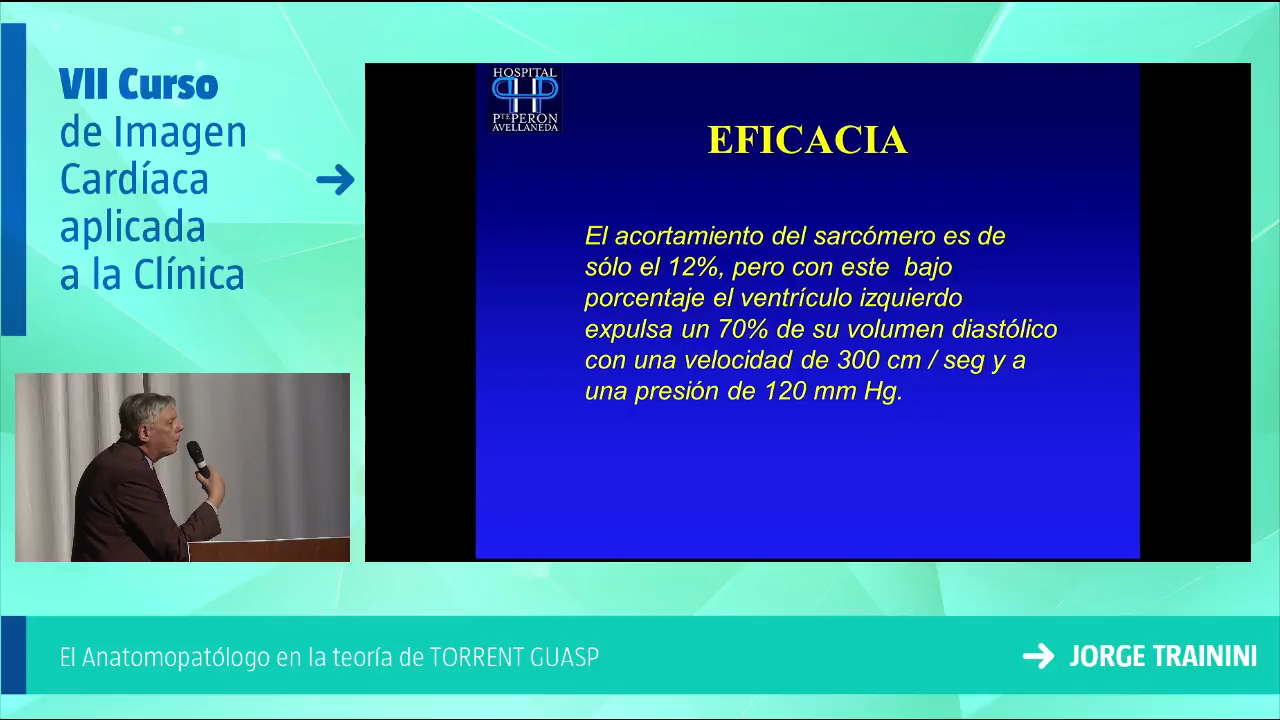 VII Curso
de Imagen
Cardíaca
aplicada
a la Clínica
HOSPITAL
PTE PERON
AVELLANEDA
EFICACIA
El acortamiento del sarcómero es de
sólo el 12%, pero con este bajo
porcentaje el ventrículo izquierdo
expulsa un 70% de su volumen diastólico
con una velocidad de 300 cm / seg y a
una presión de 120 mm Hg.
El Anatomopatólogo en la teoría de TORRENT GUASP
JORGE TRAININI